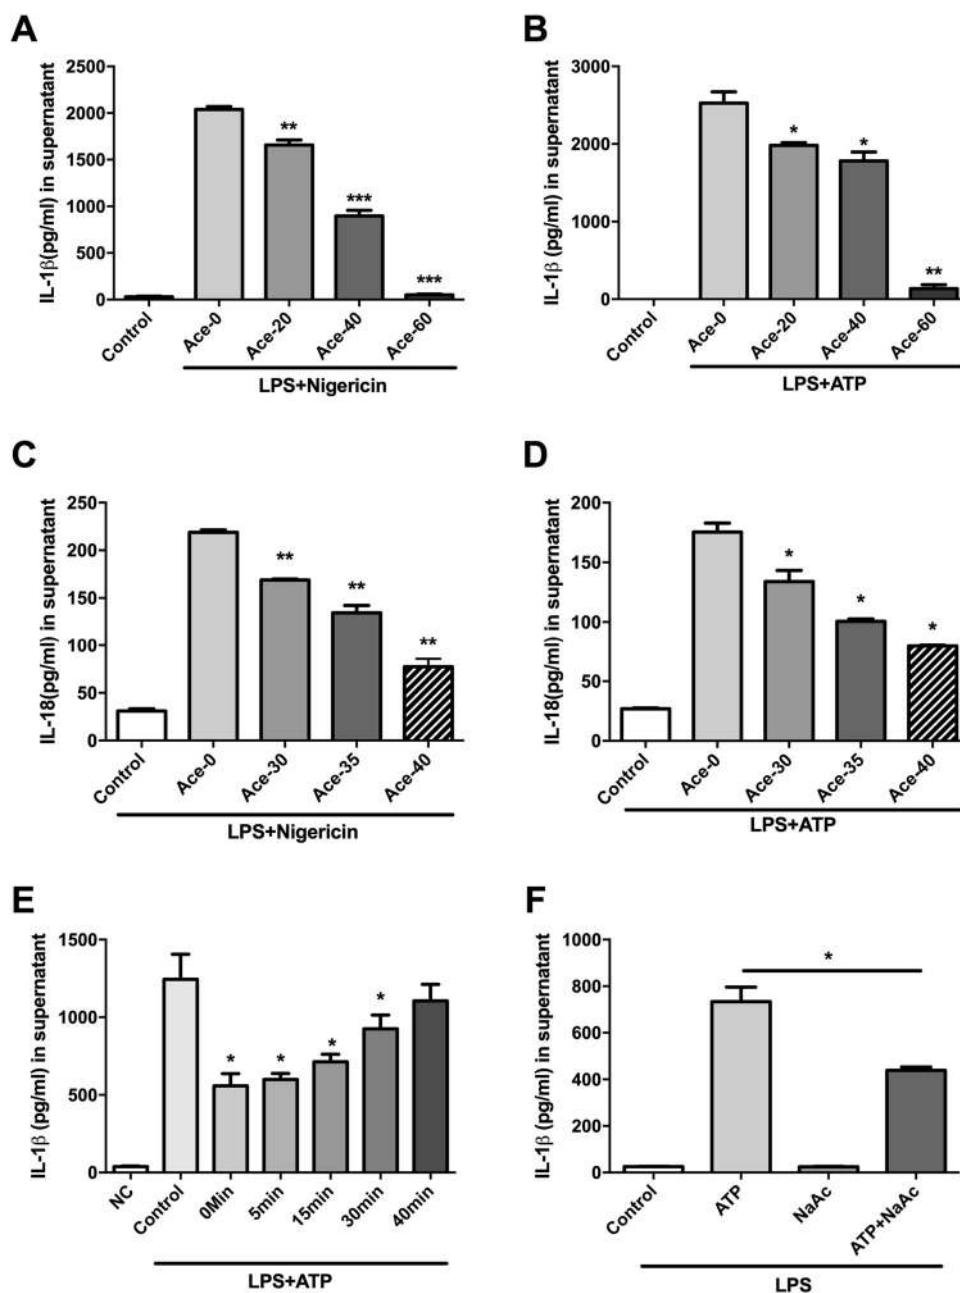 A
IL-1β(pg/ml) in supernatant
2500
2000
1500
1000
500
0
**
***
***
Control
Ace-0
Ace-20
Ace-40
Ace-60
LPS+Nigericin
B
IL-1β (pg/ml) in supernatant
3000
2000
1000
0
*
*
**
Control
Ace-0
Ace-20
Ace-40
Ace-60
LPS+ATP
C
IL-18(pg/ml) in supernatant
250
200
150
100
50
0
**
**
**
Control
Ace-0
Ace-30
Ace-35
Ace-40
LPS+Nigericin
D
IL-18(pg/ml) in supernatant
200
150
100
50
0
*
*
*
Control
Ace-0
Ace-30
Ace-35
Ace-40
LPS+ATP
E
IL-1β (pg/ml) in supernatant
1500
1000
500
0
*
*
*
*
NC
Control
0Min
5min
15min
30min
40min
LPS+ATP
F
IL-1β (pg/ml) in supernatant
1000
800
600
400
200
0
*
Control
ATP
NaAc
ATP+NaAc
LPS